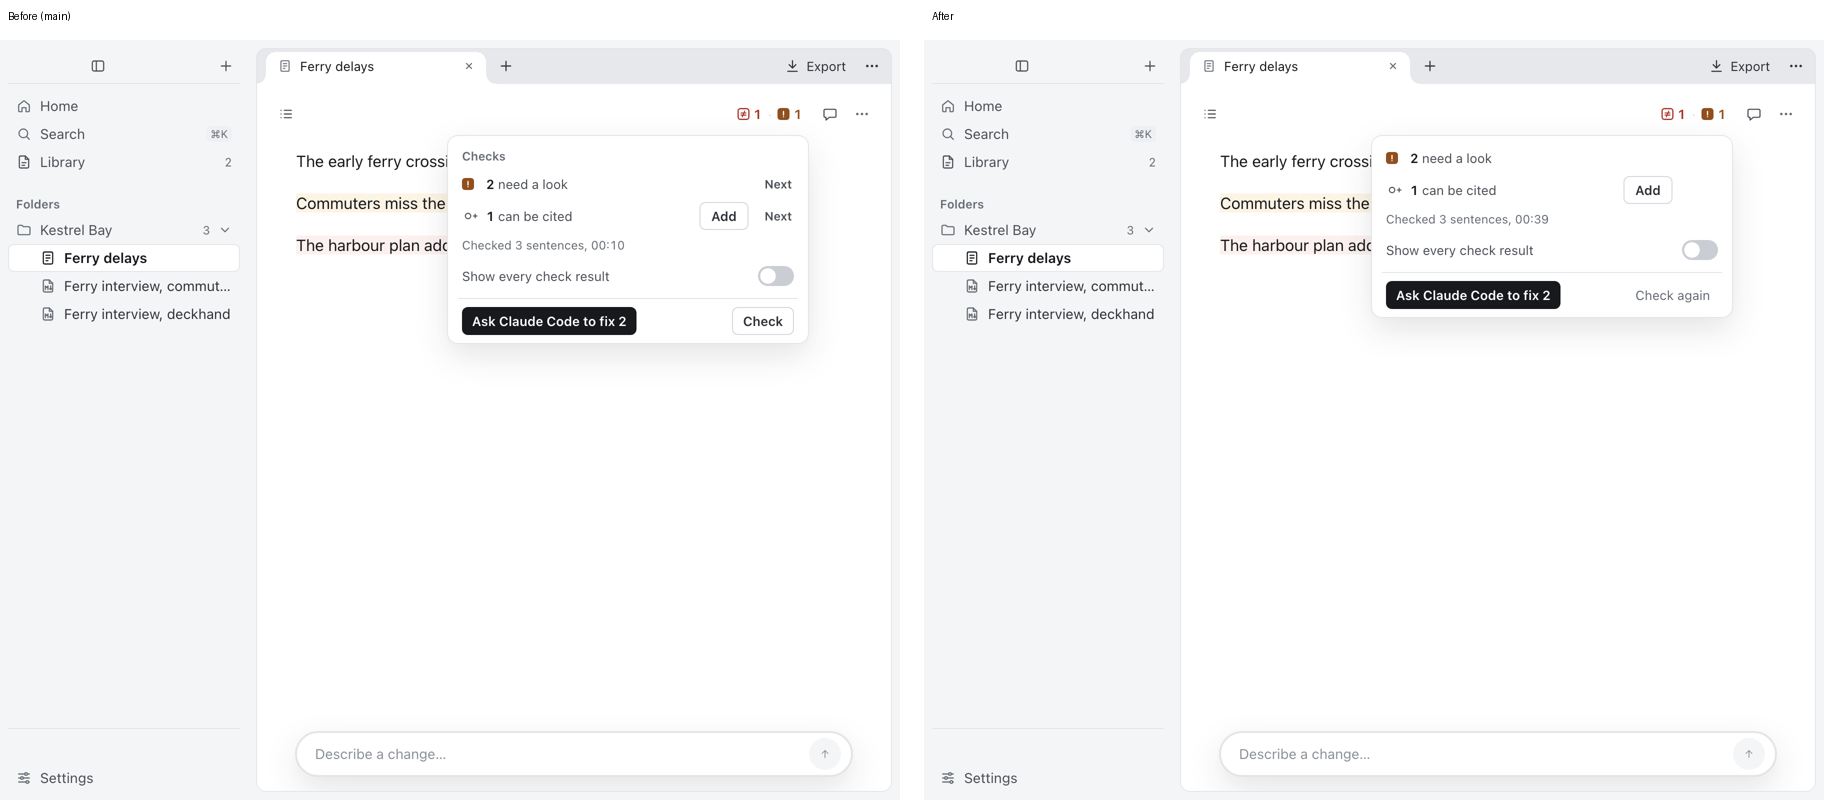 Before (main)
Ferry delays
Export
Home
Search ⌘K
Library 2
Folders
Kestrel Bay 3
Ferry delays
Ferry interview, commut...
Ferry interview, deckhand
Settings
1 1
The early ferry crossi
Commuters miss the
The harbour plan add
Checks
2 need a look Next
1 can be cited Add Next
Checked 3 sentences, 00:10
Show every check result
Ask Claude Code to fix 2 Check
Describe a change...
After
Ferry delays
Export
Home
Search ⌘K
Library 2
Folders
Kestrel Bay 3
Ferry delays
Ferry interview, commut...
Ferry interview, deckhand
Settings
1 1
The early ferry crossi
Commuters miss the
The harbour plan add
2 need a look
1 can be cited Add
Checked 3 sentences, 00:39
Show every check result
Ask Claude Code to fix 2 Check again
Describe a change...